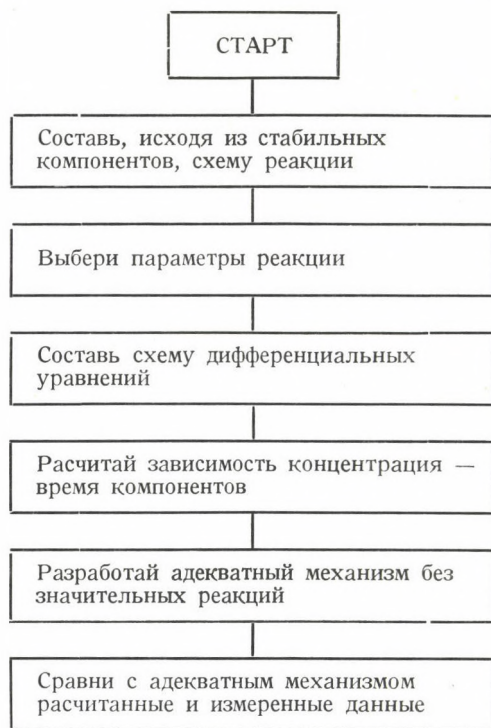 СТАРТ
Составь, исходя из стабильных
компонентов, схему реакции
Выбери параметры реакции
Составь схему дифференциальных
уравнений
Расчитай зависимость концентрация —
время компонентов
Разработай адекватный механизм без
значительных реакций
Сравни с адекватным механизмом
расчитанные и измеренные данные